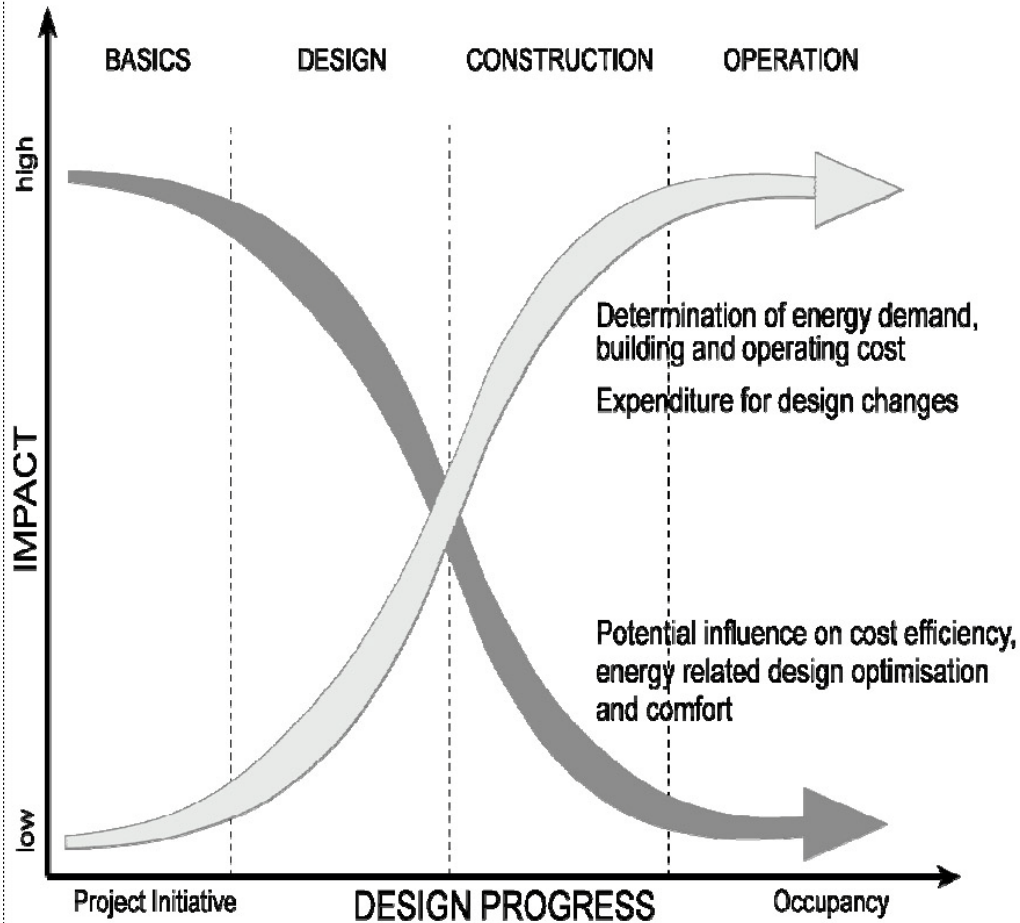 BASICS DESIGN CONSTRUCTION OPERATION
high
Determination of energy demand,
building and operating cost
Expenditure for design changes
IMPACT
Potential influence on cost efficiency,
energy related design optimisation
and comfort
low
Project Initiative DESIGN PROGRESS Occupancy